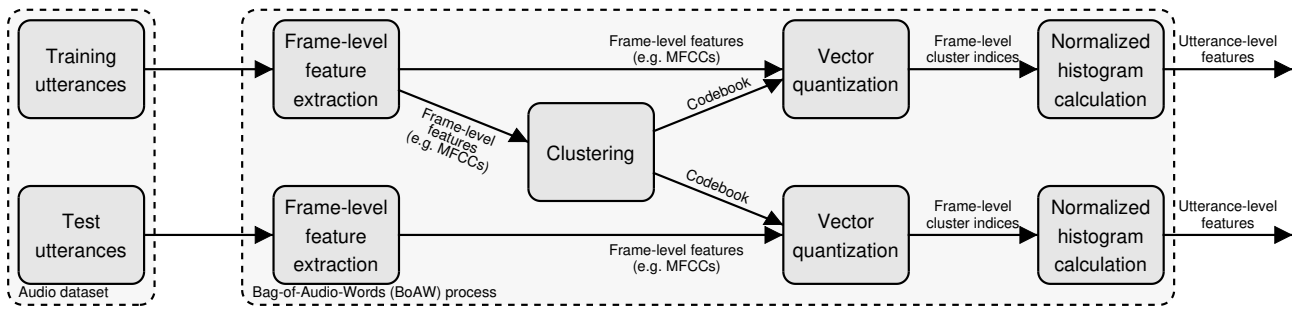 Training
utterances
Frame-level
feature
extraction
Frame-level features
(e.g. MFCCs)
Vector
quantization
Frame-level
cluster indices
Normalized
histogram
calculation
Utterance-level
features
Frame-level
features
(e.g. MFCCs)
Clustering
Codebook
Codebook
Test
utterances
Frame-level
feature
extraction
Frame-level features
(e.g. MFCCs)
Vector
quantization
Frame-level
cluster indices
Normalized
histogram
calculation
Utterance-level
features
Audio dataset
Bag-of-Audio-Words (BoAW) process